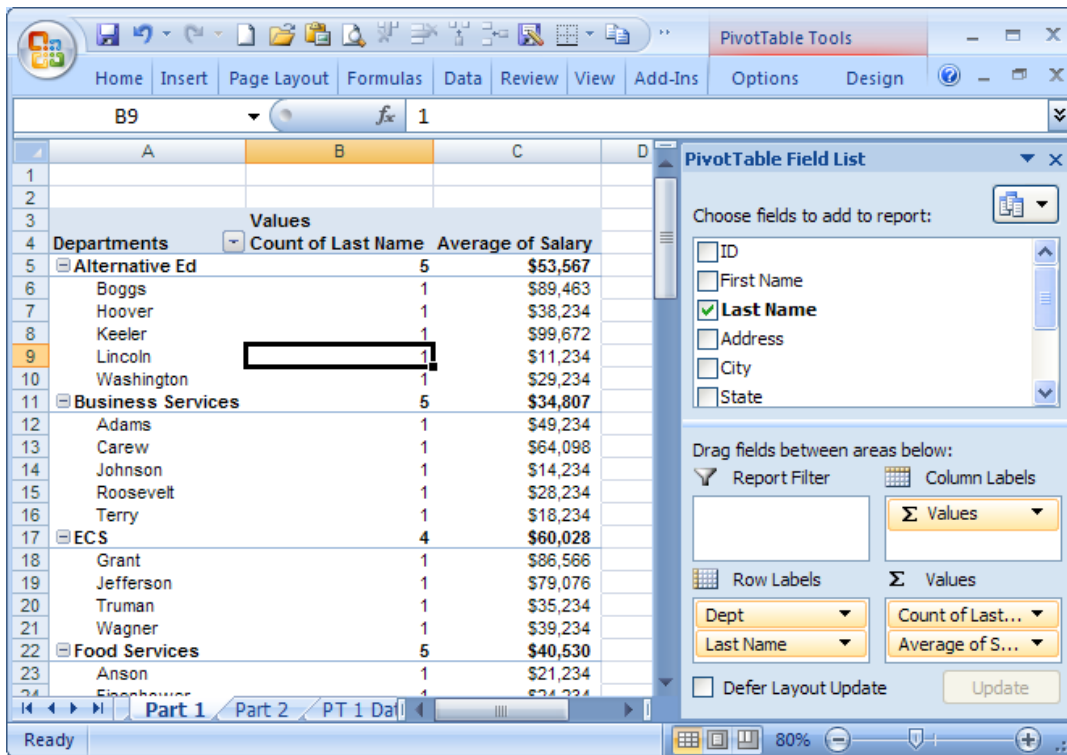 PivotTable Tools
Home Insert Page Layout Formulas Data Review View Add-Ins Options Design
B9 fx 1
A B C D
1
2
3 Values
4 Departments Count of Last Name Average of Salary
5 Alternative Ed 5 $53,567
6 Boggs 1 $89,463
7 Hoover 1 $38,234
8 Keeler 1 $99,672
9 Lincoln 1 $11,234
10 Washington 1 $29,234
11 Business Services 5 $34,807
12 Adams 1 $49,234
13 Carew 1 $64,098
14 Johnson 1 $14,234
15 Roosevelt 1 $28,234
16 Terry 1 $18,234
17 ECS 4 $60,028
18 Grant 1 $86,566
19 Jefferson 1 $79,076
20 Truman 1 $35,234
21 Wagner 1 $39,234
22 Food Services 5 $40,530
23 Anson 1 $21,234
24 Eisenhower 1 $24,234
Part 1 Part 2 PT 1 Dat
Ready 80%
PivotTable Field List
Choose fields to add to report:
ID
First Name
Last Name
Address
City
State
Drag fields between areas below:
Report Filter Column Labels
Σ Values
Row Labels Σ Values
Dept Count of Last...
Last Name Average of S...
Defer Layout Update Update